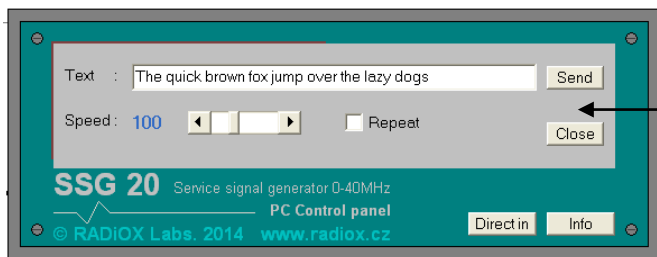 Text : The quick brown fox jump over the lazy dogs Send
Speed : 100 Repeat
Close
SSG 20 Service signal generator 0-40MHz
PC Control panel
Direct in Info
© RADiOX Labs. 2014 www.radiox.cz